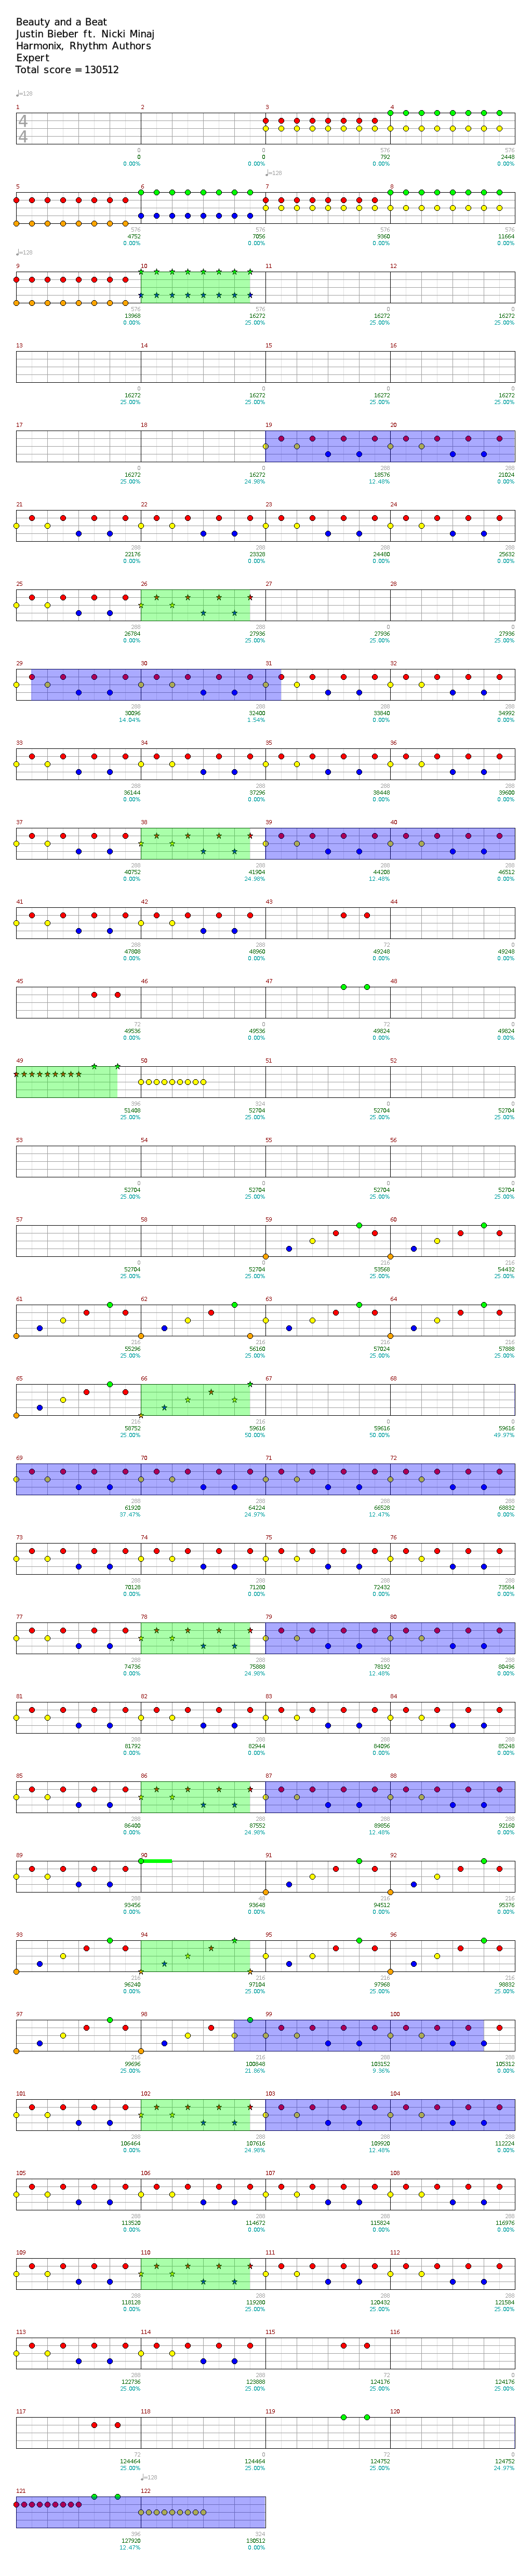 Beauty and a Beat
Justin Bieber ft. Nicki Minaj
Harmonix, Rhythm Authors
Expert
Total score = 130512
♩=128
1 2 3 4
4
4
0 0 576 576
0 0 792 2448
0.00% 0.00% 0.00% 0.00%
♩=128
5 6 7 8
576 576 576 576
4752 7056 9360 11664
0.00% 0.00% 0.00% 0.00%
♩=128
9 10 11 12
576 576 0 0
13968 16272 16272 16272
0.00% 25.00% 25.00% 25.00%
13 14 15 16
0 0 0 0
16272 16272 16272 16272
25.00% 25.00% 25.00% 25.00%
17 18 19 20
0 0 288 288
16272 16272 18576 21024
25.00% 24.98% 12.48% 0.00%
21 22 23 24
288 288 288 288
22176 23328 24480 25632
0.00% 0.00% 0.00% 0.00%
25 26 27 28
288 288 0 0
26784 27936 27936 27936
0.00% 25.00% 25.00% 25.00%
29 30 31 32
288 288 288 288
30096 32400 33840 34992
14.04% 1.54% 0.00% 0.00%
33 34 35 36
288 288 288 288
36144 37296 38448 39600
0.00% 0.00% 0.00% 0.00%
37 38 39 40
288 288 288 288
40752 41904 44208 46512
0.00% 24.98% 12.48% 0.00%
41 42 43 44
288 288 72 0
47808 48960 49248 49248
0.00% 0.00% 0.00% 0.00%
45 46 47 48
72 0 72 0
49536 49536 49824 49824
0.00% 0.00% 0.00% 0.00%
49 50 51 52
396 324 0 0
51408 52704 52704 52704
25.00% 25.00% 25.00% 25.00%
53 54 55 56
0 0 0 0
52704 52704 52704 52704
25.00% 25.00% 25.00% 25.00%
57 58 59 60
0 0 216 216
52704 52704 53568 54432
25.00% 25.00% 25.00% 25.00%
61 62 63 64
216 216 216 216
55296 56160 57024 57888
25.00% 25.00% 25.00% 25.00%
65 66 67 68
216 216 0 0
58752 59616 59616 59616
25.00% 50.00% 50.00% 49.97%
69 70 71 72
288 288 288 288
61920 64224 66528 68832
37.47% 24.97% 12.47% 0.00%
73 74 75 76
288 288 288 288
70128 71280 72432 73584
0.00% 0.00% 0.00% 0.00%
77 78 79 80
288 288 288 288
74736 75888 78192 80496
0.00% 24.98% 12.48% 0.00%
81 82 83 84
288 288 288 288
81792 82944 84096 85248
0.00% 0.00% 0.00% 0.00%
85 86 87 88
288 288 288 288
86400 87552 89856 92160
0.00% 24.98% 12.48% 0.00%
89 90 91 92
288 48 216 216
93456 93648 94512 95376
0.00% 0.00% 0.00% 0.00%
93 94 95 96
216 216 216 216
96240 97104 97968 98832
0.00% 25.00% 25.00% 25.00%
97 98 99 100
216 216 288 288
99696 100848 103152 105312
25.00% 21.86% 9.36% 0.00%
101 102 103 104
288 288 288 288
106464 107616 109920 112224
0.00% 24.98% 12.48% 0.00%
105 106 107 108
288 288 288 288
113520 114672 115824 116976
0.00% 0.00% 0.00% 0.00%
109 110 111 112
288 288 288 288
118128 119280 120432 121584
0.00% 25.00% 25.00% 25.00%
113 114 115 116
288 288 72 0
122736 123888 124176 124176
25.00% 25.00% 25.00% 25.00%
117 118 119 120
72 0 72 0
124464 124464 124752 124752
25.00% 25.00% 25.00% 24.97%
♩=128
121 122
396 324
127920 130512
12.47% 0.00%